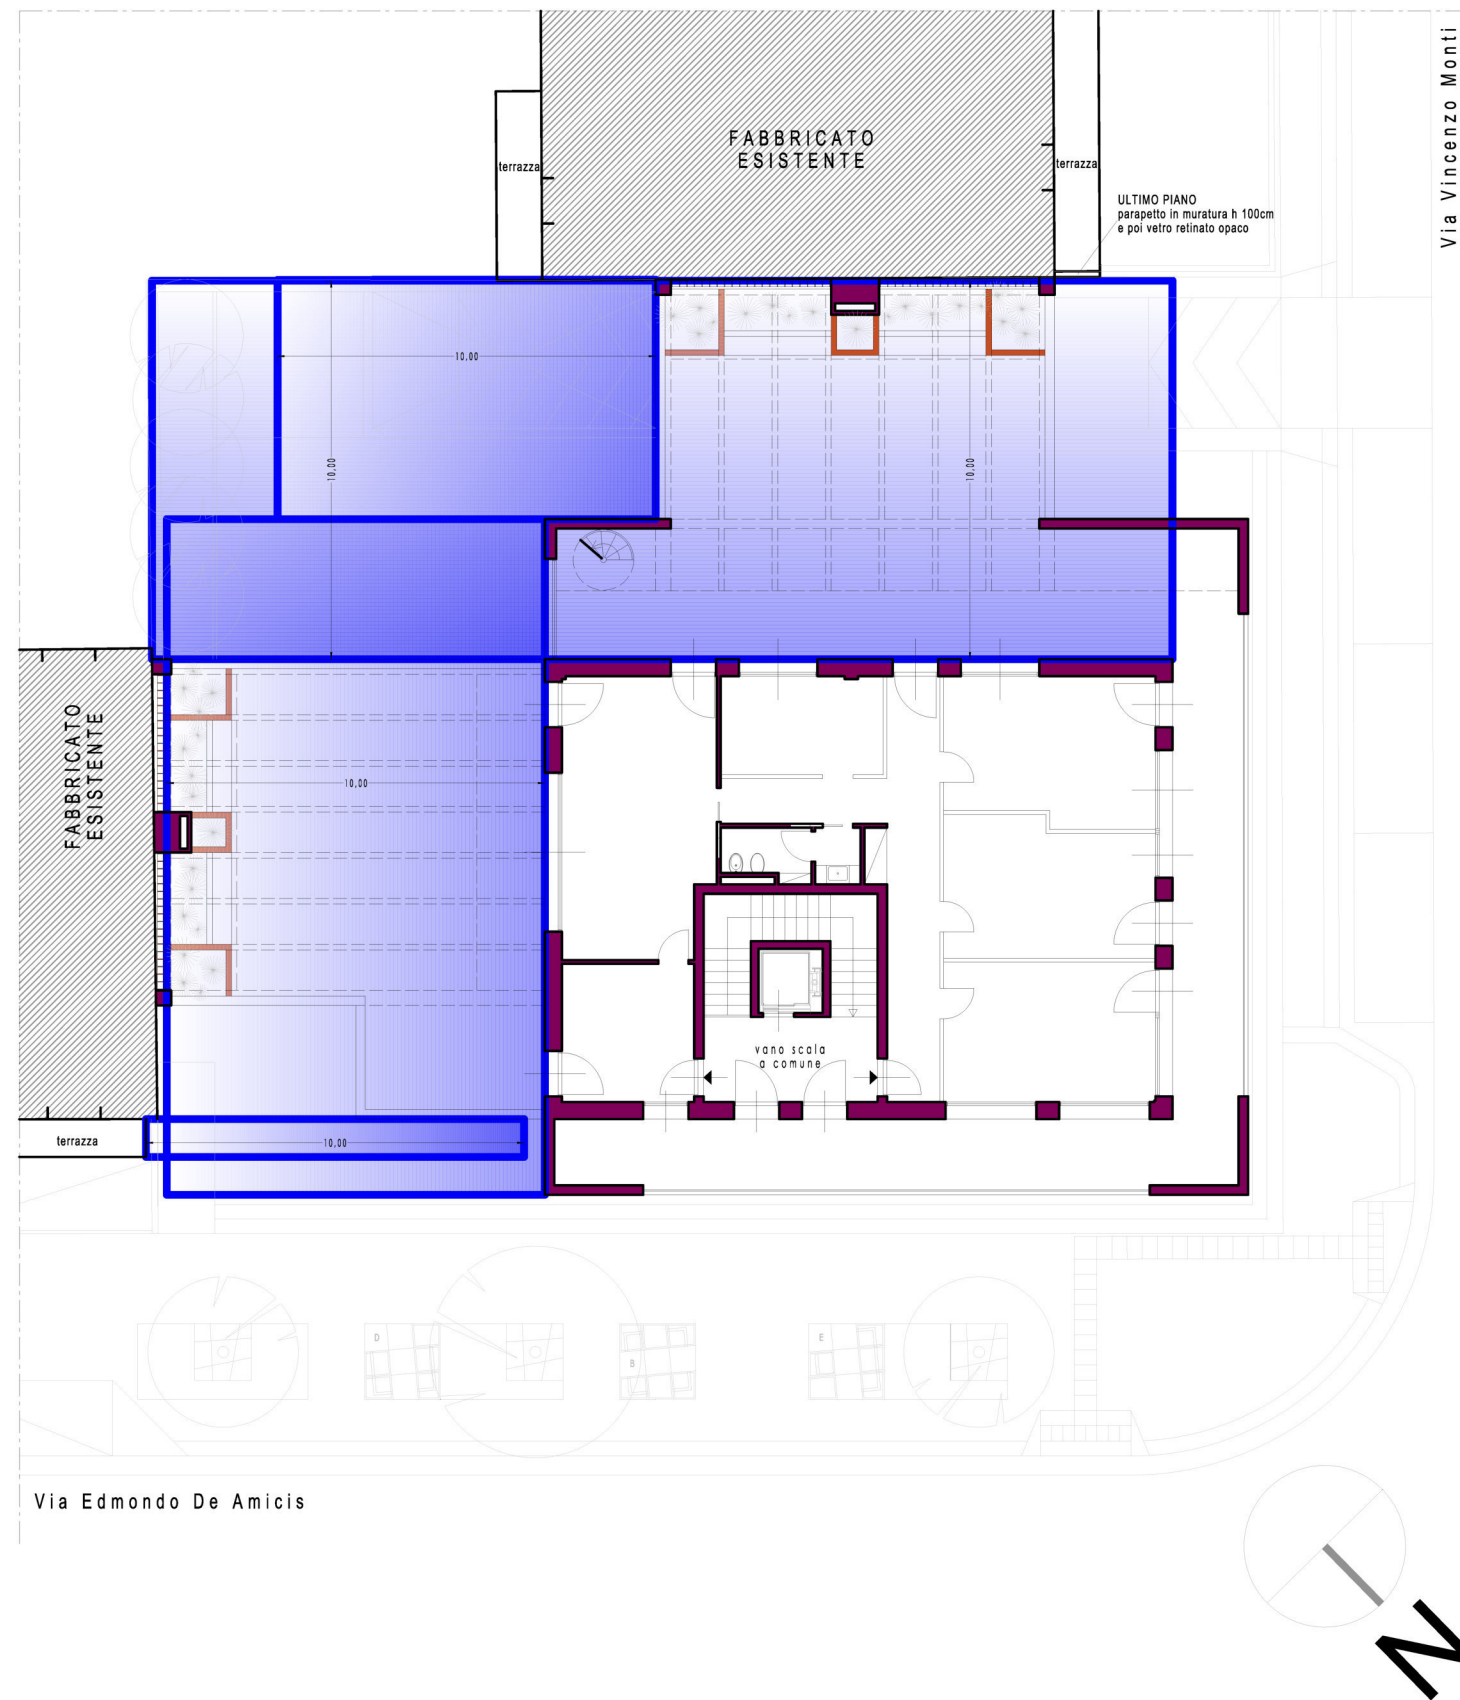 Via Vincenzo Monti
FABBRICATO
ESISTENTE
terrazza
terrazza
ULTIMO PIANO
parapetto in muratura h 100cm
e poi vetro retinato opaco
10,00
10,00
10,00
FABBRICATO
ESISTENTE
10,00
vano scala
a comune
terrazza
10,00
D
B
E
Via Edmondo De Amicis
N